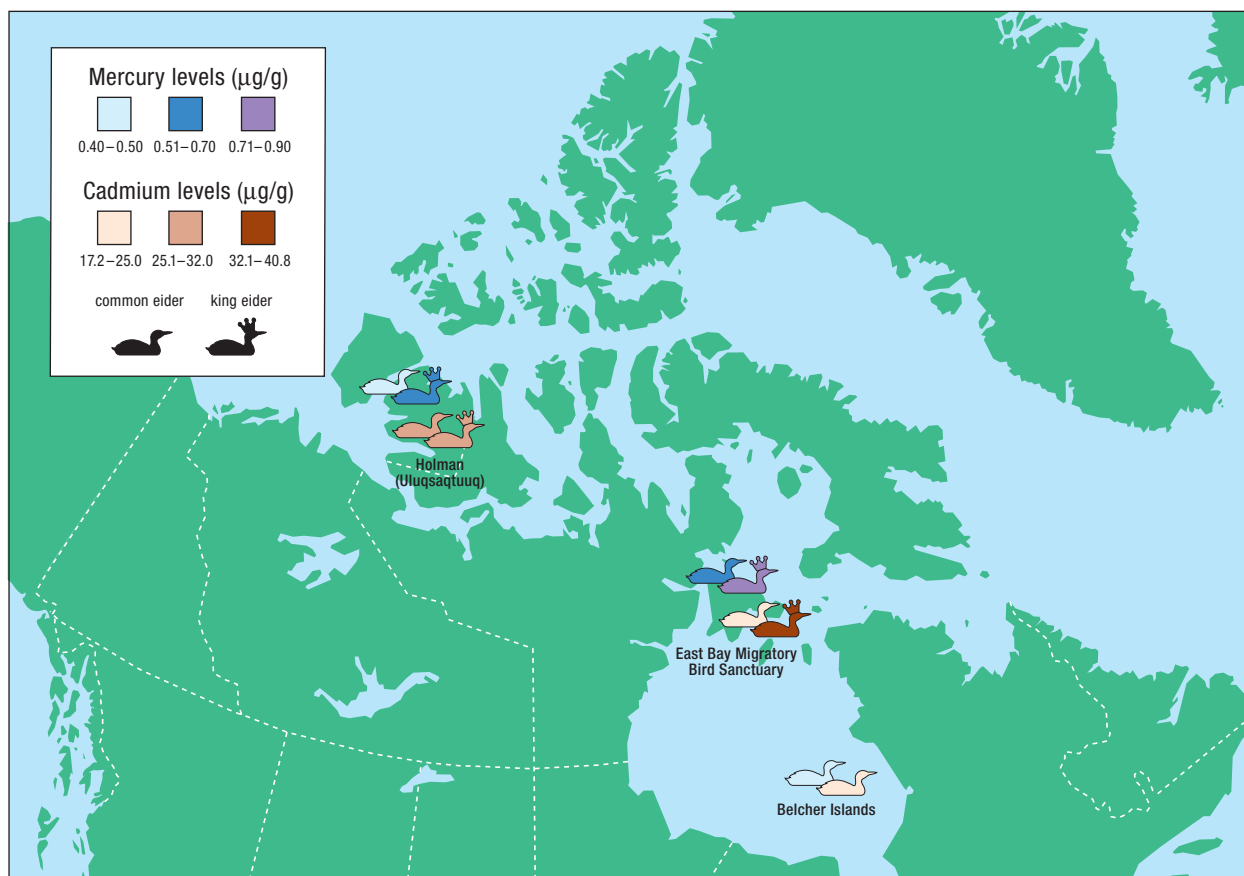 Mercury levels (μg/g)
0.40–0.50 0.51–0.70 0.71–0.90
Cadmium levels (μg/g)
17.2–25.0 25.1–32.0 32.1–40.8
common eider king eider
Holman
(Uluqsaqtuuq)
East Bay Migratory
Bird Sanctuary
Belcher Islands